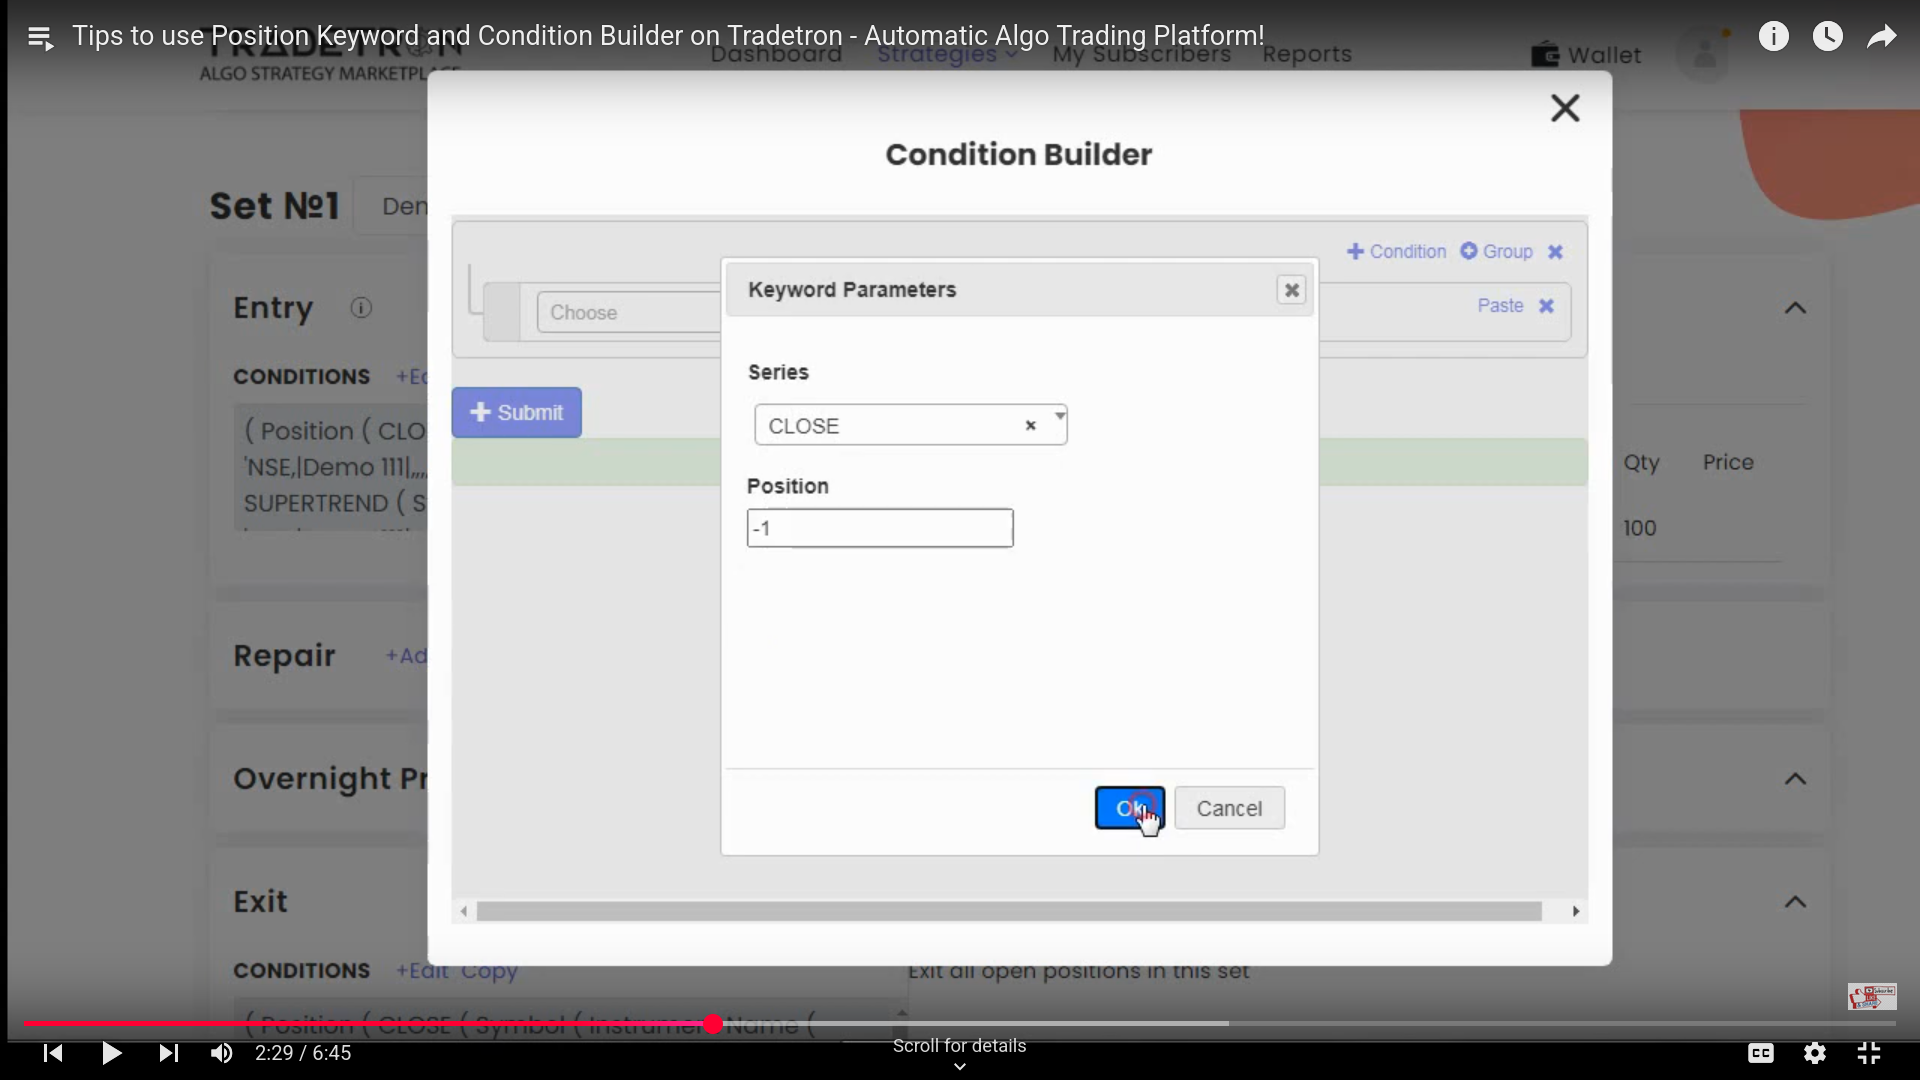 Tips to use Position Keyword and Condition Builder on Tradetron - Automatic Algo Trading Platform!
TRADETRON
ALGO STRATEGY MARKETPLACE
Dashboard Strategies My Subscribers Reports Wallet
Condition Builder
Set №1 Den
Condition Group
Keyword Parameters
Entry
Choose
Paste
Series
CONDITIONS +Ed
CLOSE
Submit
( Position ( CLO
'NSE,|Demo 111|,,,,
SUPERTREND ( S
Qty Price
Position
-1
100
Repair +Ad
Overnight Pr
Ok Cancel
Exit
CONDITIONS +Edit Copy
Exit all open positions in this set
( Position ( CLOSE ( Symbol ( Instrument Name (
2:29 / 6:45
Scroll for details
CC